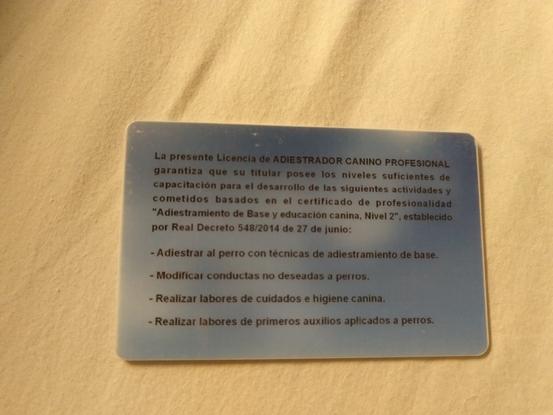 La presente Licencia de ADIESTRADOR CANINO PROFESIONAL
garantiza que su titular posee los niveles suficientes de
capacitación para el desarrollo de las siguientes actividades y
cometidos basados en el certificado de profesionalidad
"Adiestramiento de Base y educación canina, Nivel 2", establecido
por Real Decreto 548/2014 de 27 de junio:
- Adiestrar al perro con técnicas de adiestramiento de base.
- Modificar conductas no deseadas a perros.
- Realizar labores de cuidados e higiene canina.
- Realizar labores de primeros auxilios aplicados a perros.